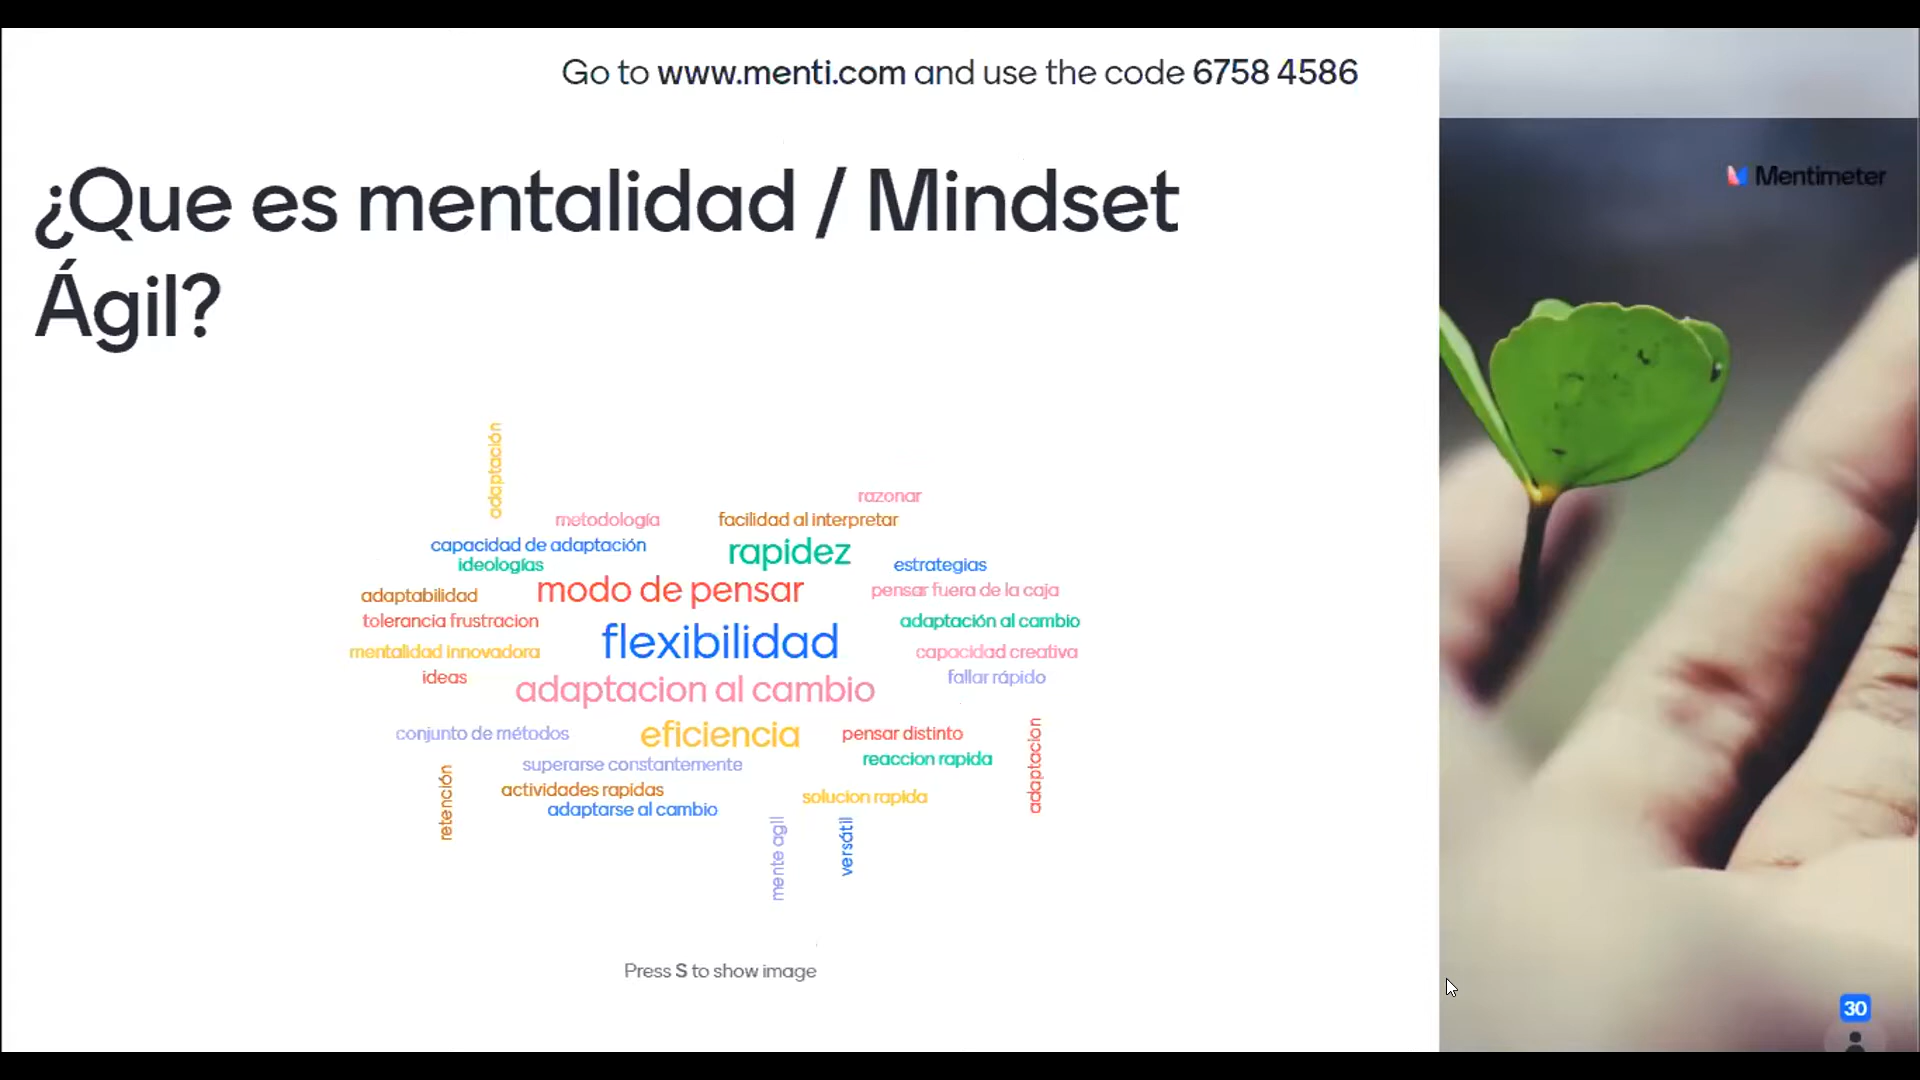 Go to www.menti.com and use the code 6758 4586
Mentimeter
¿Que es mentalidad / Mindset
Ágil?
adaptación
razonar
metodología
facilidad al interpretar
capacidad de adaptación
rapidez
ideologías
estrategias
modo de pensar
pensar fuera de la caja
adaptabilidad
tolerancia frustracion
adaptación al cambio
flexibilidad
mentalidad innovadora
capacidad creativa
ideas
fallar rápido
adaptacion al cambio
conjunto de métodos
eficiencia
pensar distinto
adaptacion
reaccion rapida
superarse constantemente
retención
actividades rapidas
solucion rapida
adaptarse al cambio
mente agil
versátil
Press S to show image
30